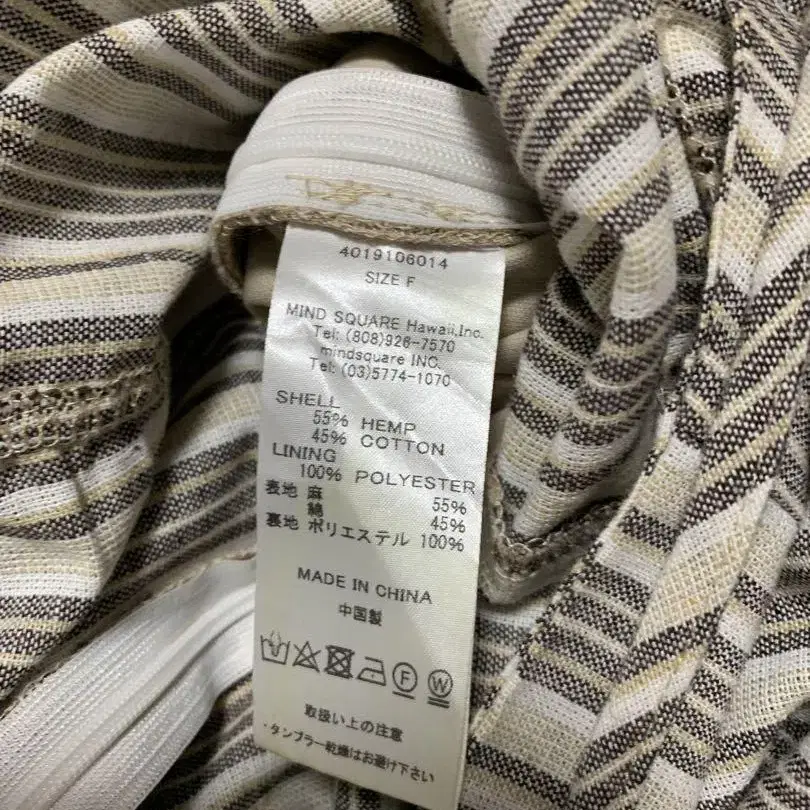 4019106014
SIZE F
MIND SQUARE Hawaii,Inc.
Tel: (808)926-7570
mindsquare INC.
Tel: (03)5774-1070
SHELL
55% HEMP
45% COTTON
LINING
100% POLYESTER
表地 麻 55%
綿 45%
裏地 ポリエステル 100%
MADE IN CHINA
中国製
F W
取扱い上の注意
・タンブラー乾燥はお避け下さい